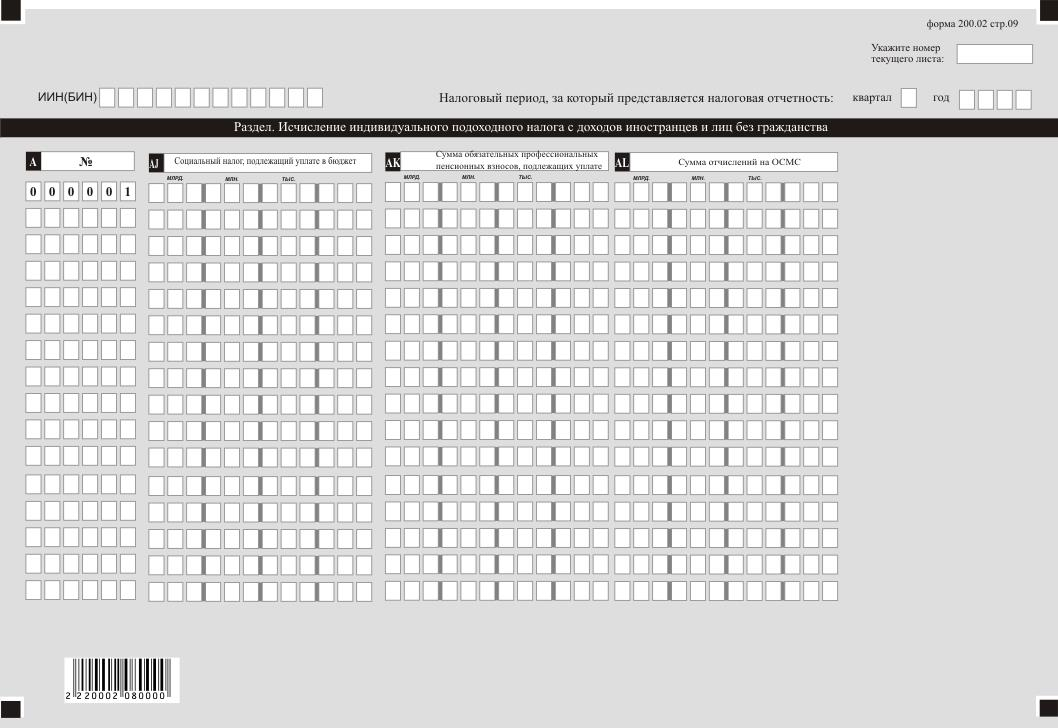 форма 200.02 стр.09
Укажите номер
текущего листа:
ИИН(БИН)
Налоговый период, за который представляется налоговая отчетность: квартал год
Раздел. Исчисление индивидуального подоходного налога с доходов иностранцев и лиц без гражданства
A №
AJ Социальный налог, подлежащий уплате в бюджет
AK Сумма обязательных профессиональных
пенсионных взносов, подлежащих уплате
AL Сумма отчислений на ОСМС
МЛРД. МЛН. ТЫС. МЛРД. МЛН. ТЫС. МЛРД. МЛН. ТЫС.
0 0 0 0 0 1
2 220002 080000